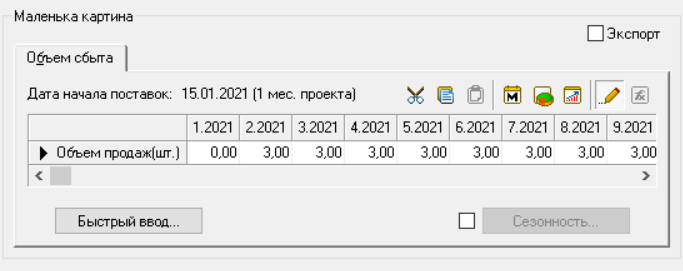 Маленька картина
Экспорт
Объем сбыта
Дата начала поставок: 15.01.2021 (1 мес. проекта)
1.2021 2.2021 3.2021 4.2021 5.2021 6.2021 7.2021 8.2021 9.2021
Объем продаж(шт.) 0,00 3,00 3,00 3,00 3,00 3,00 3,00 3,00 3,00
Быстрый ввод... Сезонность...